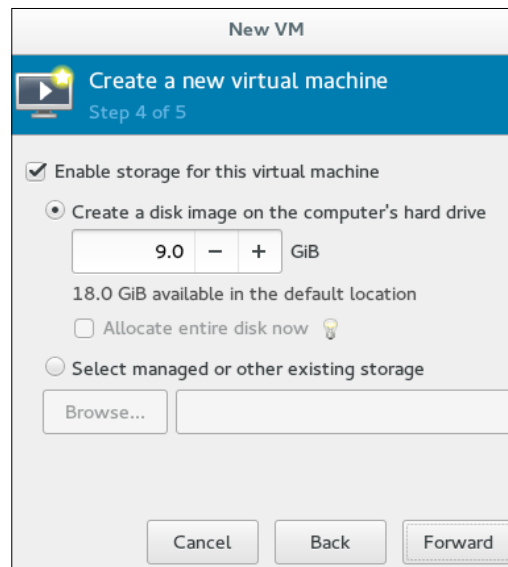 New VM
Create a new virtual machine
Step 4 of 5
Enable storage for this virtual machine
Create a disk image on the computer's hard drive
9.0 − + GiB
18.0 GiB available in the default location
Allocate entire disk now
Select managed or other existing storage
Browse...
Cancel Back Forward